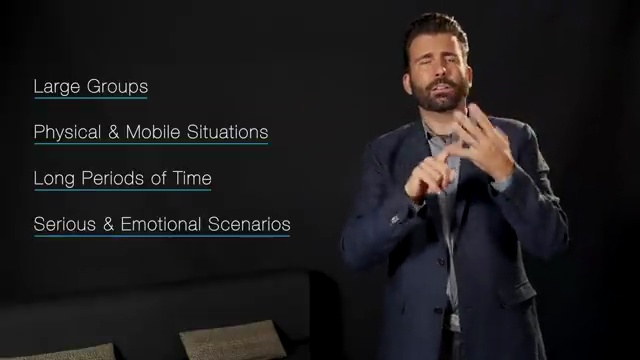 Large Groups
Physical & Mobile Situations
Long Periods of Time
Serious & Emotional Scenarios